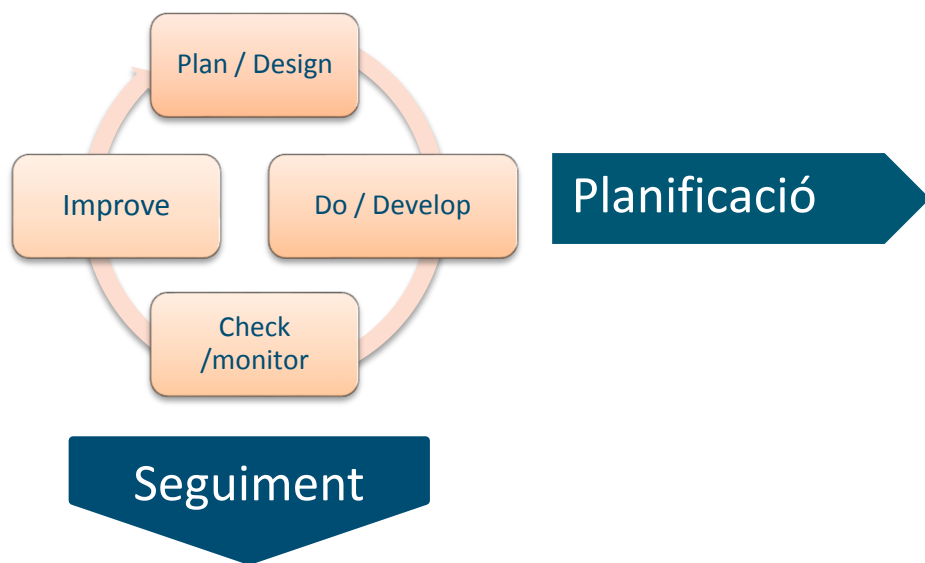 Plan / Design
Improve
Do / Develop
Planificació
Check
/monitor
Seguiment